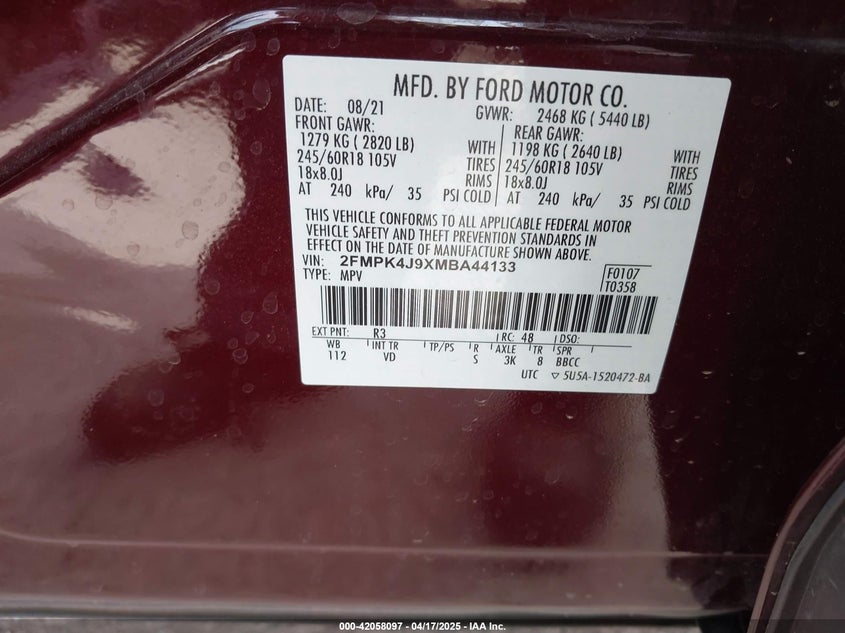 MFD. BY FORD MOTOR CO.
DATE: 08/21 GVWR: 2468 KG ( 5440 LB)
FRONT GAWR: REAR GAWR:
1279 KG ( 2820 LB) WITH 1198 KG ( 2640 LB) WITH
245/60R18 105V TIRES 245/60R18 105V TIRES
18x8.0J RIMS 18x8.0J RIMS
AT 240 kPa/ 35 PSI COLD AT 240 kPa/ 35 PSI COLD
THIS VEHICLE CONFORMS TO ALL APPLICABLE FEDERAL MOTOR
VEHICLE SAFETY AND THEFT PREVENTION STANDARDS IN
EFFECT ON THE DATE OF MANUFACTURE SHOWN ABOVE.
VIN: 2FMPK4J9XMBA44133
TYPE: MPV
F0107
T0358
EXT PNT: R3 RC: 48 DSO:
WB INT TR TP/PS R AXLE TR SPR
112 VD S 3K 8 BBCC
UTC ▽ 5U5A-1520472-BA
000-42058097 - 04/17/2025 - IAA Inc.